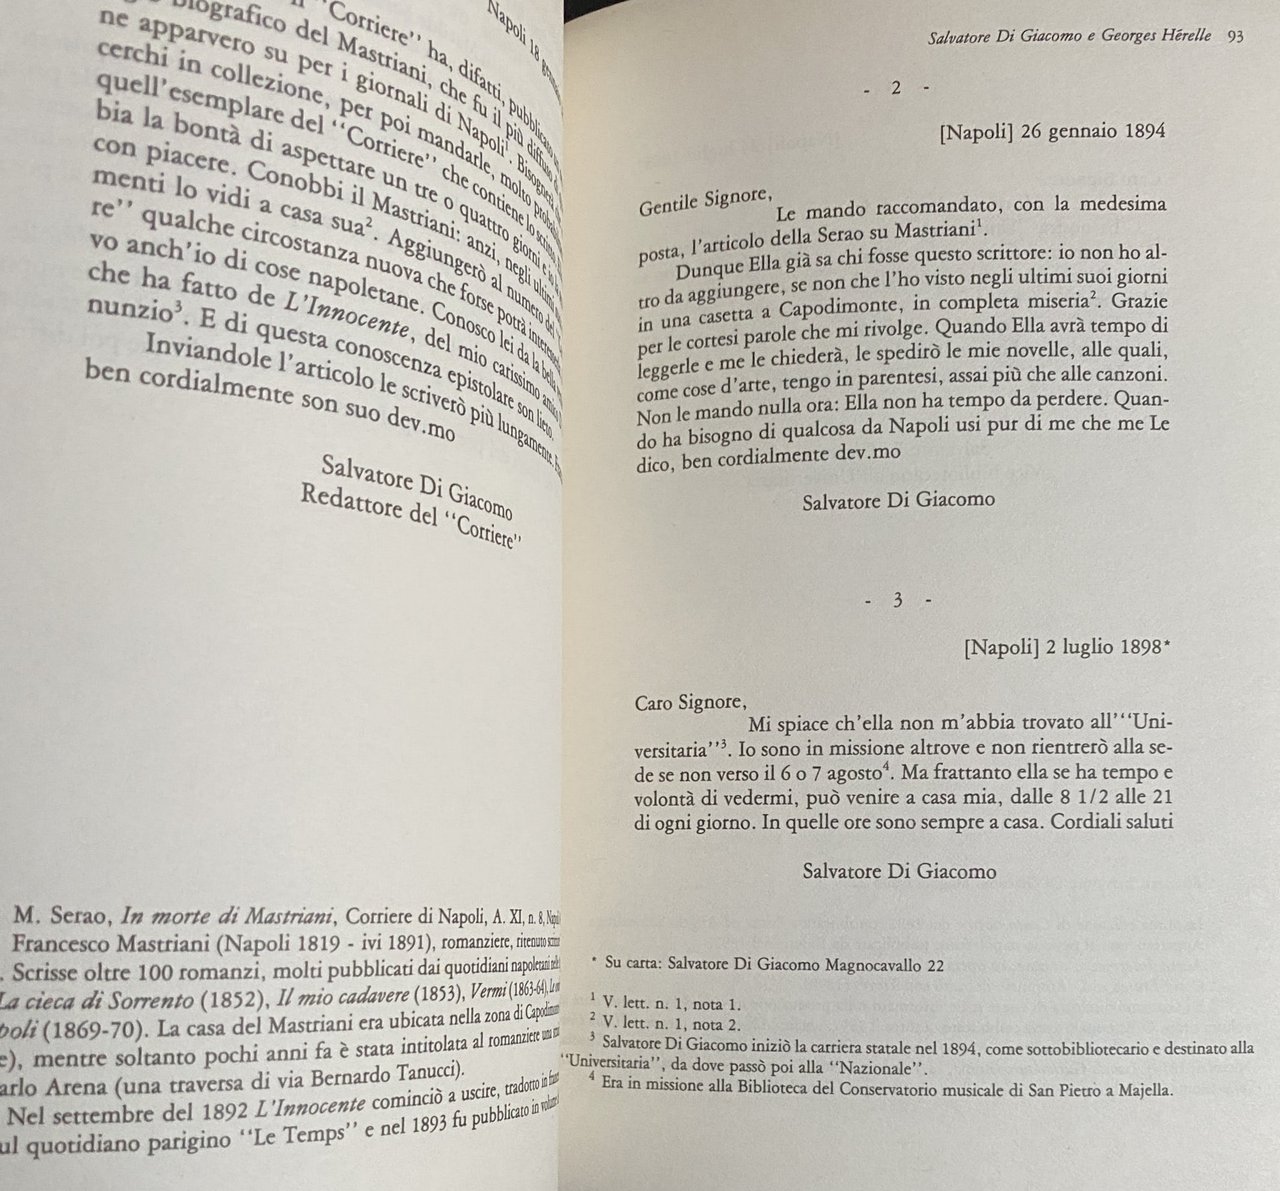 Napoli 18
"Corriere" ha, difatti, pubblicato
biografico del Mastriani, che fu il più diffuso
ne apparvero su per i giornali di Napoli¹. Bisognerà
cerchi in collezione, per poi mandarle, molto
quell'esemplare del "Corriere" che contiene lo scritto.
bia la bontà di aspettare un tre o quattro giorni e
con piacere. Conobbi il Mastriani: anzi, negli ultimi
menti lo vidi a casa sua². Aggiungerò al numero del
re" qualche circostanza nuova che forse potrà
vo anch'io di cose napoletane. Conosco lei da la bella
che ha fatto de L'Innocente, del mio carissimo
nunzio³. E di questa conoscenza epistolare son lieto.
Inviandole l'articolo le scriverò più lungamente.
ben cordialmente son suo dev.mo
Salvatore Di Giacomo
Redattore del "Corriere"
M. Serao, In morte di Mastriani, Corriere di Napoli, A. XI, n. 8,
Francesco Mastriani (Napoli 1819 - ivi 1891), romanziere, ritenuto
. Scrisse oltre 100 romanzi, molti pubblicati dai quotidiani napoletani
La cieca di Sorrento (1852), Il mio cadavere (1853), Vermi (1863-64),
poli (1869-70). La casa del Mastriani era ubicata nella zona di
e), mentre soltanto pochi anni fa è stata intitolata al romanziere una
arlo Arena (una traversa di via Bernardo Tanucci).
Nel settembre del 1892 L'Innocente cominciò a uscire, tradotto in
ul quotidiano parigino "Le Temps" e nel 1893 fu pubblicato in
Salvatore Di Giacomo e Georges Hérelle 93
- 2 -
[Napoli] 26 gennaio 1894
Gentile Signore,
Le mando raccomandato, con la medesima
posta, l'articolo della Serao su Mastriani¹.
Dunque Ella già sa chi fosse questo scrittore: io non ho al-
tro da aggiungere, se non che l'ho visto negli ultimi suoi giorni
in una casetta a Capodimonte, in completa miseria². Grazie
per le cortesi parole che mi rivolge. Quando Ella avrà tempo di
leggerle e me le chiederà, le spedirò le mie novelle, alle quali,
come cose d'arte, tengo in parentesi, assai più che alle canzoni.
Non le mando nulla ora: Ella non ha tempo da perdere. Quan-
do ha bisogno di qualcosa da Napoli usi pur di me che me Le
dico, ben cordialmente dev.mo
Salvatore Di Giacomo
- 3 -
[Napoli] 2 luglio 1898*
Caro Signore,
Mi spiace ch'ella non m'abbia trovato all'"Uni-
versitaria"³. Io sono in missione altrove e non rientrerò alla se-
de se non verso il 6 o 7 agosto⁴. Ma frattanto ella se ha tempo e
volontà di vedermi, può venire a casa mia, dalle 8 1/2 alle 21
di ogni giorno. In quelle ore sono sempre a casa. Cordiali saluti
Salvatore Di Giacomo
* Su carta: Salvatore Di Giacomo Magnocavallo 22
¹ V. lett. n. 1, nota 1.
² V. lett. n. 1, nota 2.
³ Salvatore Di Giacomo iniziò la carriera statale nel 1894, come sottobibliotecario e destinato alla
"Universitaria", da dove passò poi alla "Nazionale".
⁴ Era in missione alla Biblioteca del Conservatorio musicale di San Pietro a Majella.